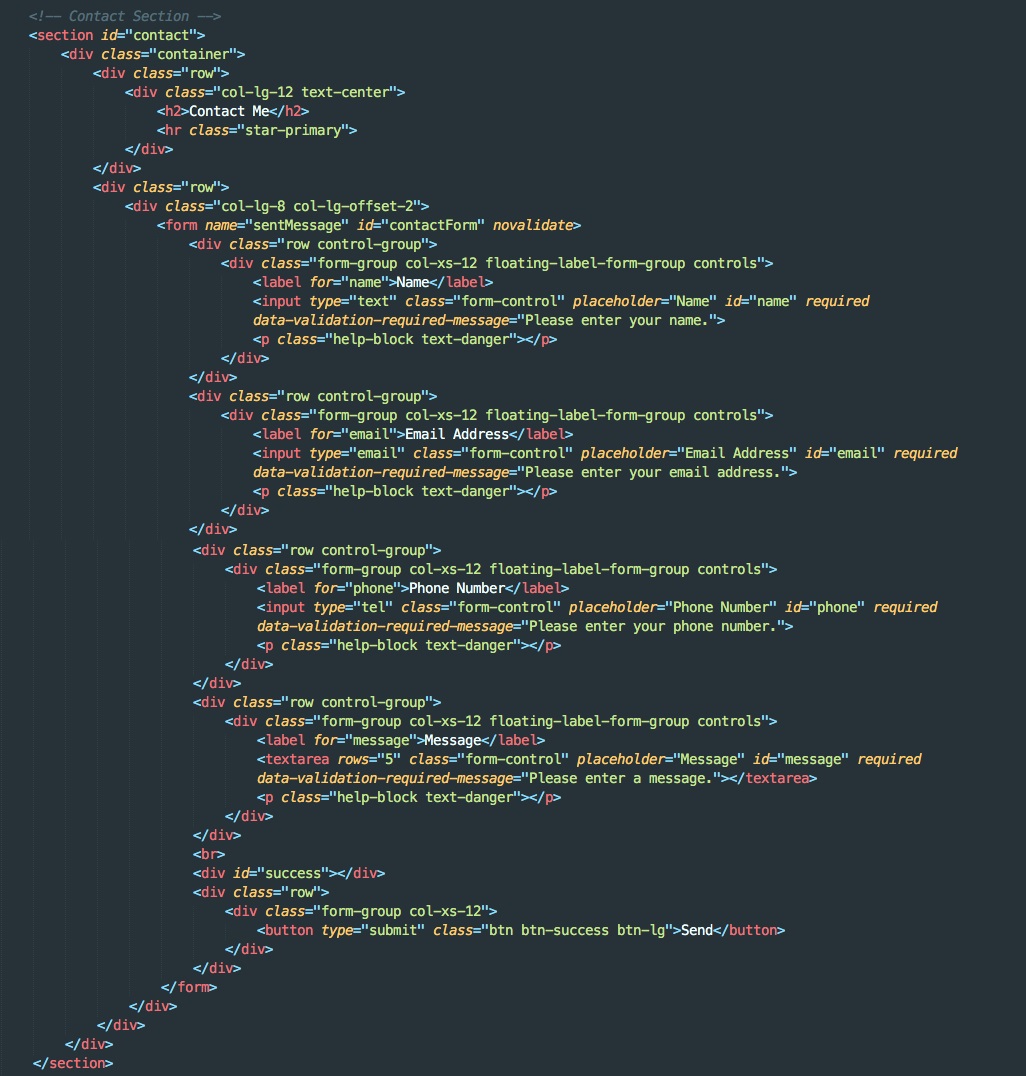 <!-- Contact Section -->
<section id="contact">
<div class="container">
<div class="row">
<div class="col-lg-12 text-center">
<h2>Contact Me</h2>
<hr class="star-primary">
</div>
</div>
<div class="row">
<div class="col-lg-8 col-lg-offset-2">
<form name="sentMessage" id="contactForm" novalidate>
<div class="row control-group">
<div class="form-group col-xs-12 floating-label-form-group controls">
<label for="name">Name</label>
<input type="text" class="form-control" placeholder="Name" id="name" required
data-validation-required-message="Please enter your name.">
<p class="help-block text-danger"></p>
</div>
</div>
<div class="row control-group">
<div class="form-group col-xs-12 floating-label-form-group controls">
<label for="email">Email Address</label>
<input type="email" class="form-control" placeholder="Email Address" id="email" required
data-validation-required-message="Please enter your email address.">
<p class="help-block text-danger"></p>
</div>
</div>
<div class="row control-group">
<div class="form-group col-xs-12 floating-label-form-group controls">
<label for="phone">Phone Number</label>
<input type="tel" class="form-control" placeholder="Phone Number" id="phone" required
data-validation-required-message="Please enter your phone number.">
<p class="help-block text-danger"></p>
</div>
</div>
<div class="row control-group">
<div class="form-group col-xs-12 floating-label-form-group controls">
<label for="message">Message</label>
<textarea rows="5" class="form-control" placeholder="Message" id="message" required
data-validation-required-message="Please enter a message."></textarea>
<p class="help-block text-danger"></p>
</div>
</div>
<br>
<div id="success"></div>
<div class="row">
<div class="form-group col-xs-12">
<button type="submit" class="btn btn-success btn-lg">Send</button>
</div>
</div>
</form>
</div>
</div>
</div>
</section>